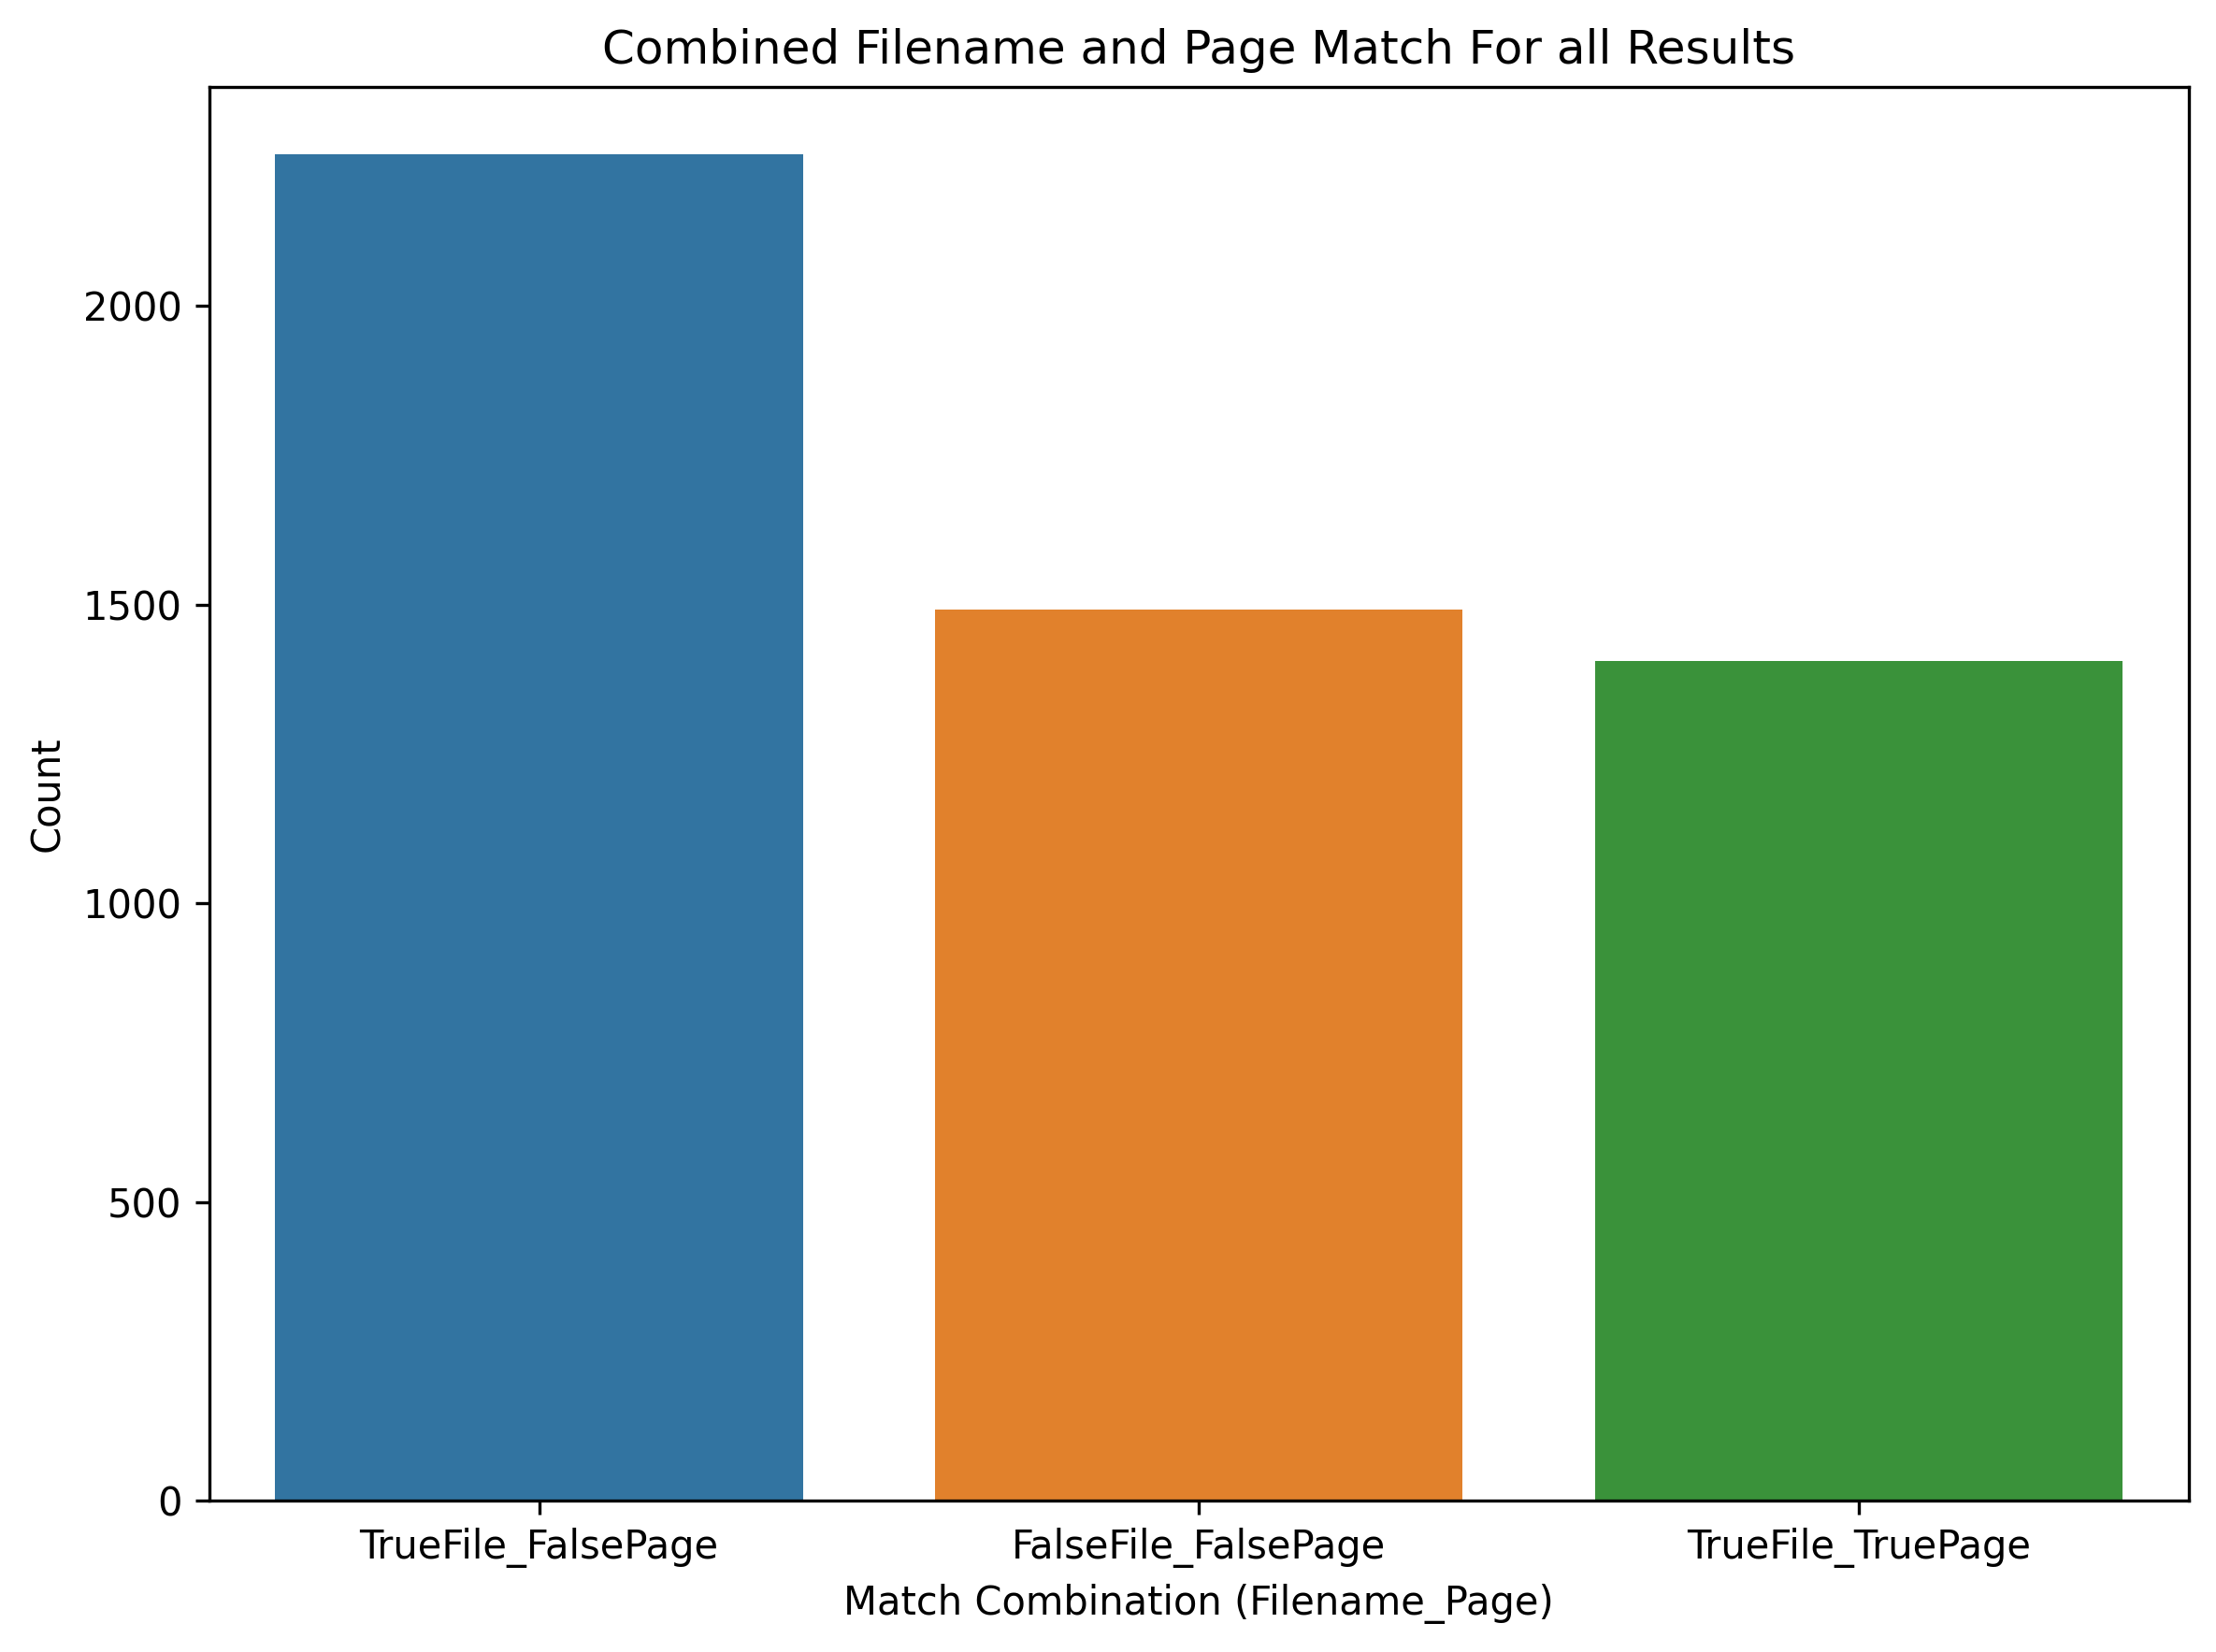 Combined Filename and Page Match For all Results
2000
1500
1000
500
0
Count
TrueFile_FalsePage
FalseFile_FalsePage
TrueFile_TruePage
Match Combination (Filename_Page)